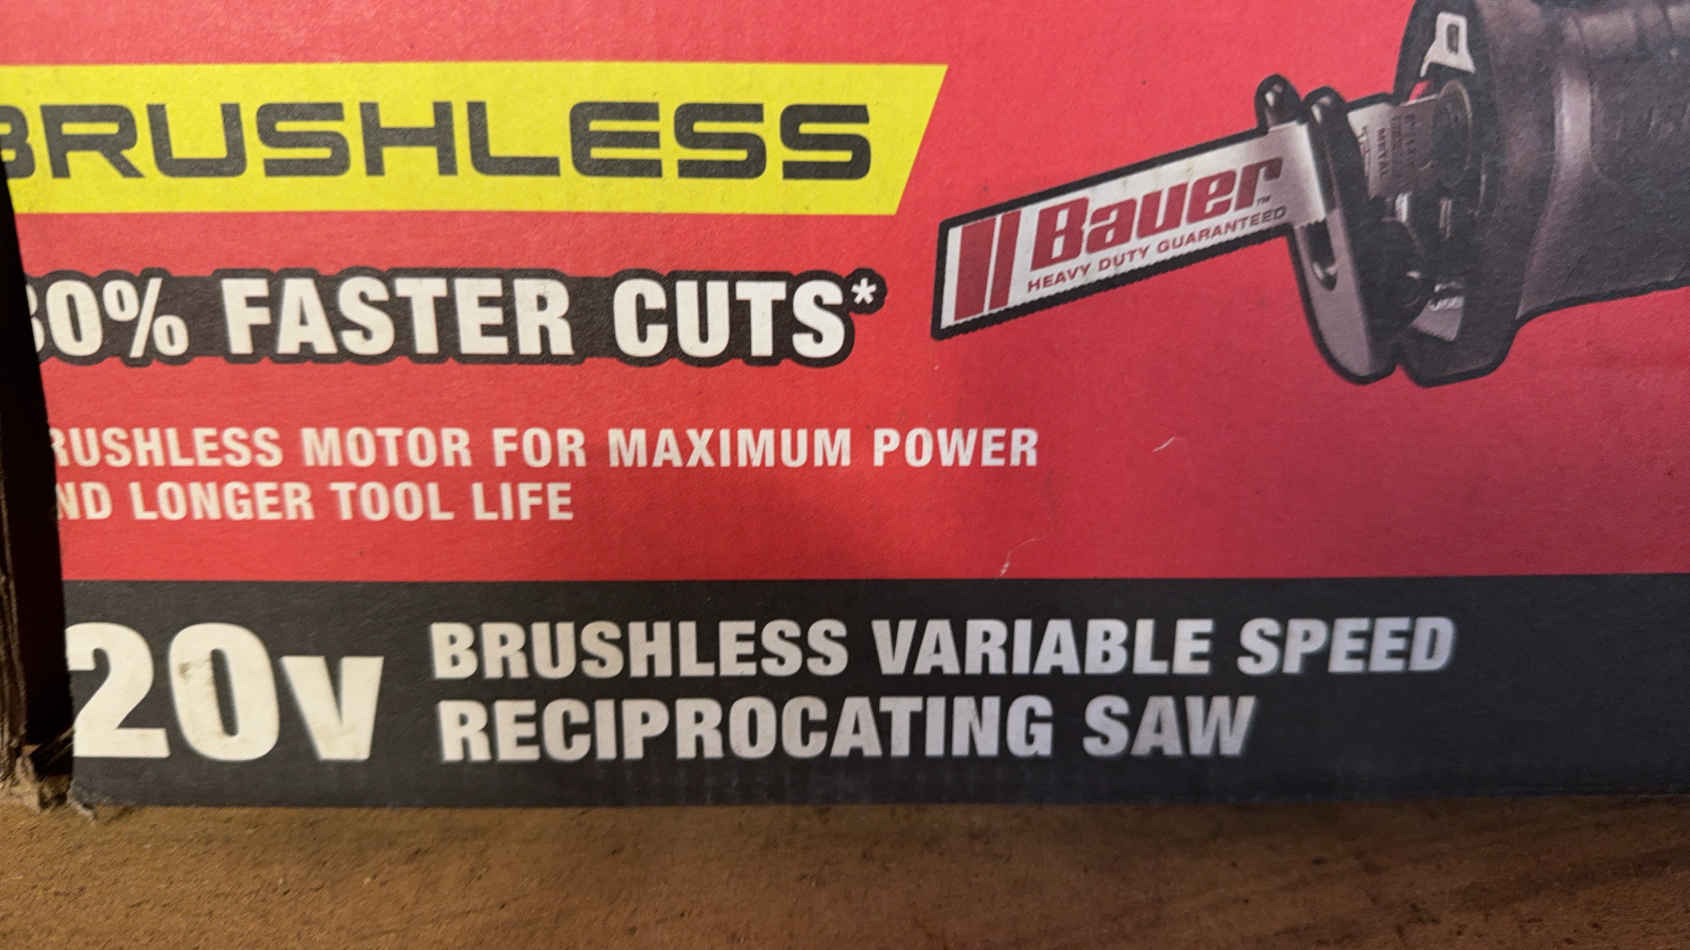 BRUSHLESS
0% FASTER CUTS*
RUSHLESS MOTOR FOR MAXIMUM POWER
ND LONGER TOOL LIFE
Bauer™
HEAVY DUTY GUARANTEED
20V BRUSHLESS VARIABLE SPEED
RECIPROCATING SAW